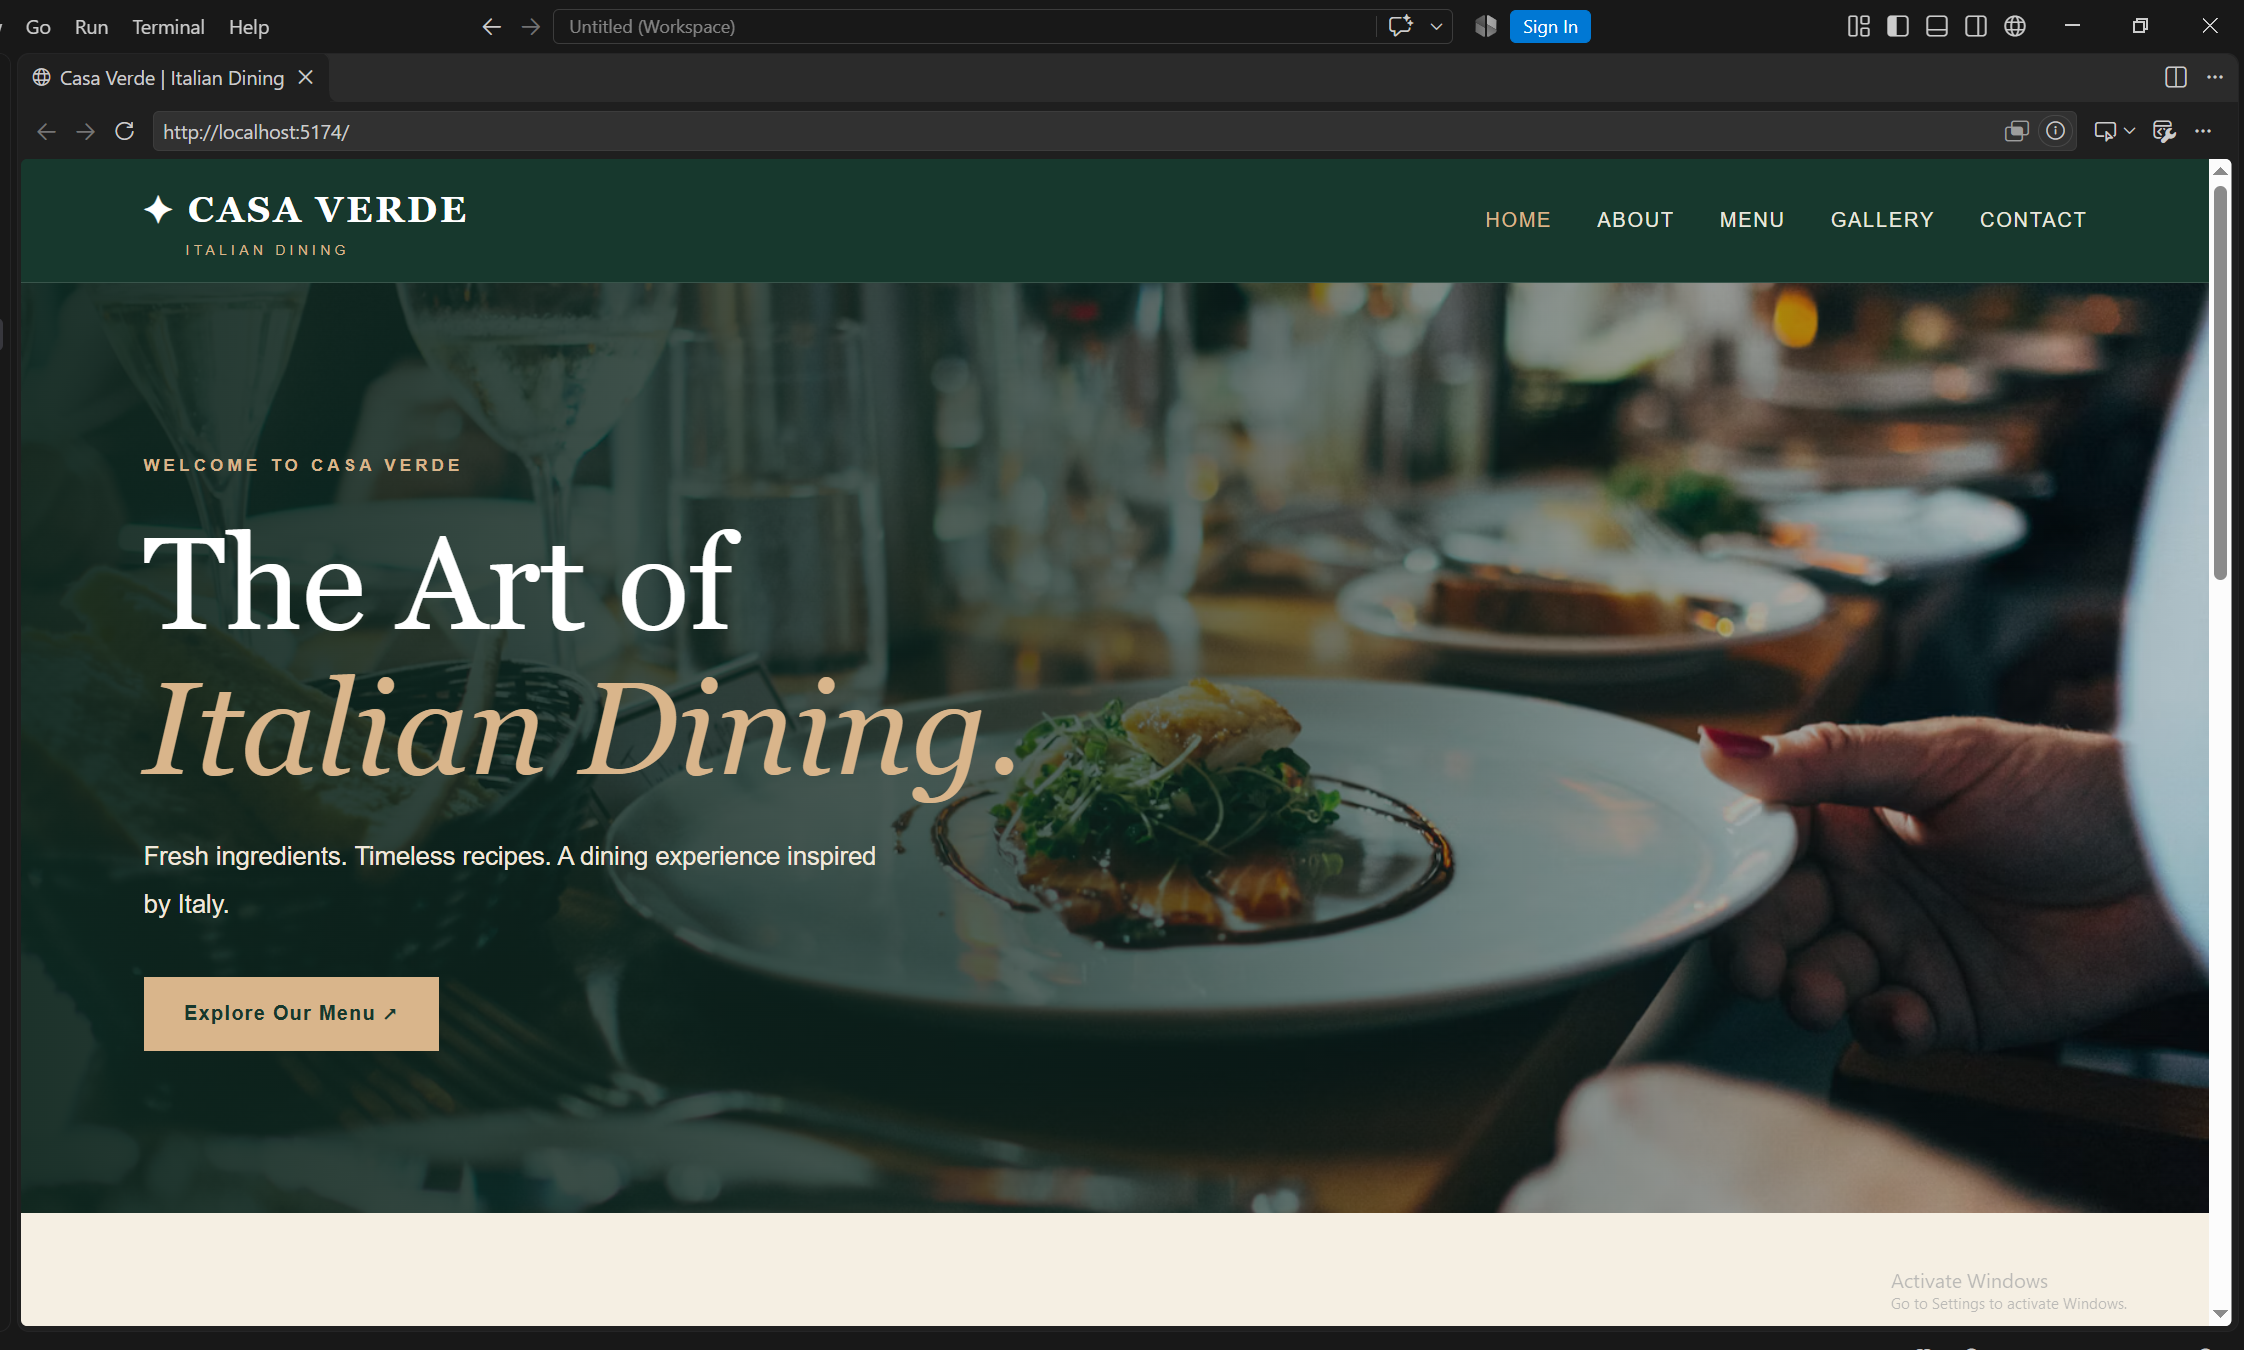 Go Run Terminal Help
Untitled (Workspace)
Sign In
Casa Verde | Italian Dining
http://localhost:5174/
✦ CASA VERDE
ITALIAN DINING
HOME ABOUT MENU GALLERY CONTACT
WELCOME TO CASA VERDE
The Art of
Italian Dining.
Fresh ingredients. Timeless recipes. A dining experience inspired
by Italy.
Explore Our Menu ↗
Activate Windows
Go to Settings to activate Windows.